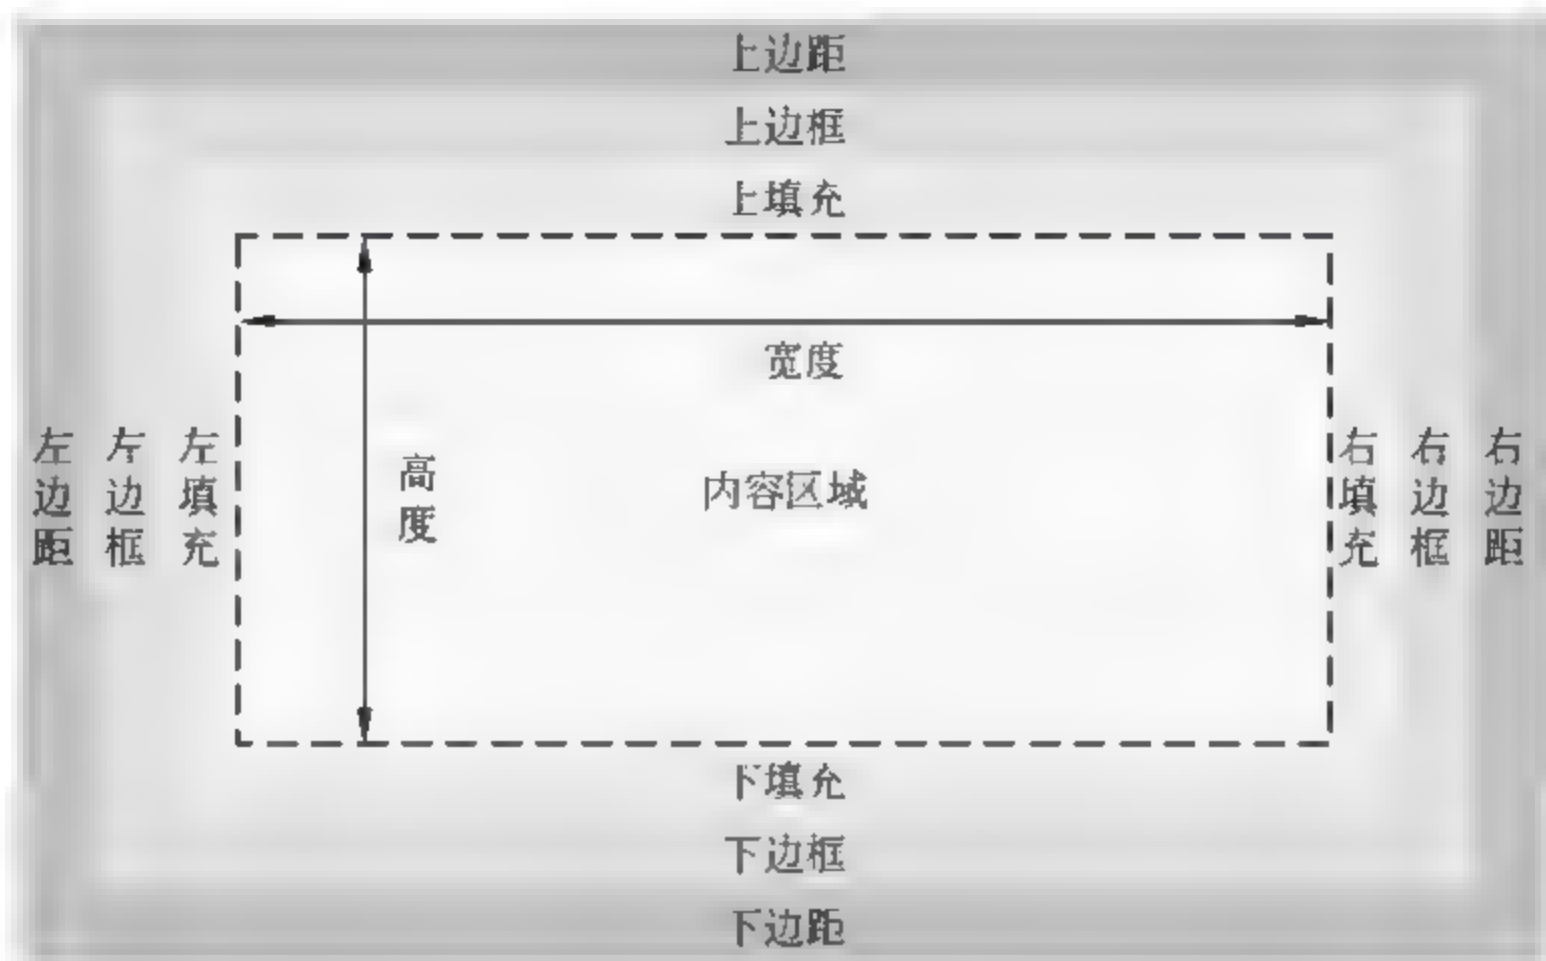 上边距
上边框
上填充
宽度
左边距
左边框
左填充
高度
内容区域
右填充
右边框
右边距
下填充
下边框
下边距